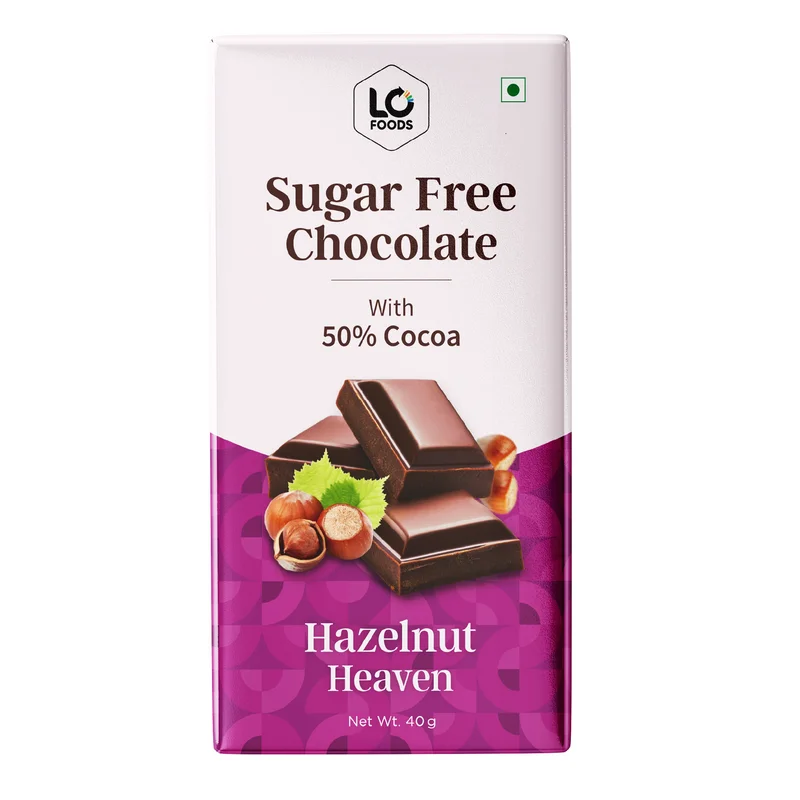 LO
FOODS
Sugar Free
Chocolate
With
50% Cocoa
Hazelnut
Heaven
Net Wt. 40g